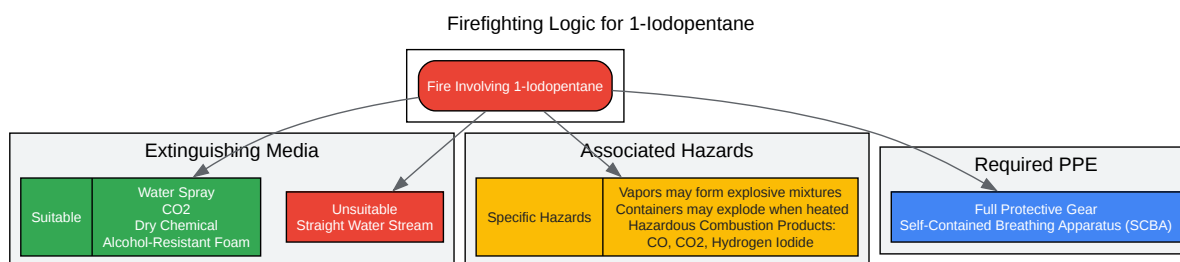 Firefighting Logic for 1-Iodopentane
Fire Involving 1-Iodopentane
Extinguishing Media
Suitable
Water Spray
CO2
Dry Chemical
Alcohol-Resistant Foam
Unsuitable
Straight Water Stream
Associated Hazards
Specific Hazards
Vapors may form explosive mixtures
Containers may explode when heated
Hazardous Combustion Products:
CO, CO2, Hydrogen Iodide
Required PPE
Full Protective Gear
Self-Contained Breathing Apparatus (SCBA)